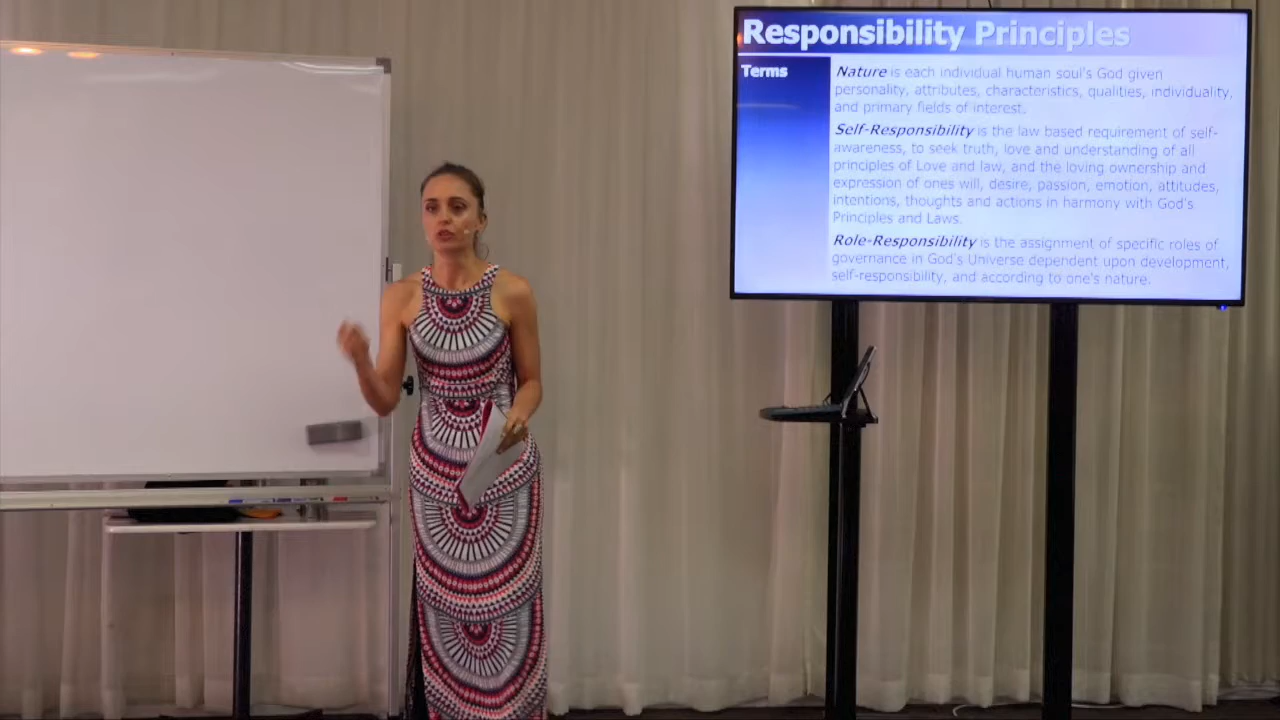 Responsibility Principles
Terms
Nature is each individual human soul's God given
personality, attributes, characteristics, qualities, individuality,
and primary fields of interest.
Self-Responsibility is the law based requirement of self-
awareness, to seek truth, love and understanding of all
principles of Love and law, and the loving ownership and
expression of ones will, desire, passion, emotion, attitudes,
intentions, thoughts and actions in harmony with God's
Principles and Laws.
Role-Responsibility is the assignment of specific roles of
governance in God's Universe dependent upon development,
self-responsibility, and according to one's nature.